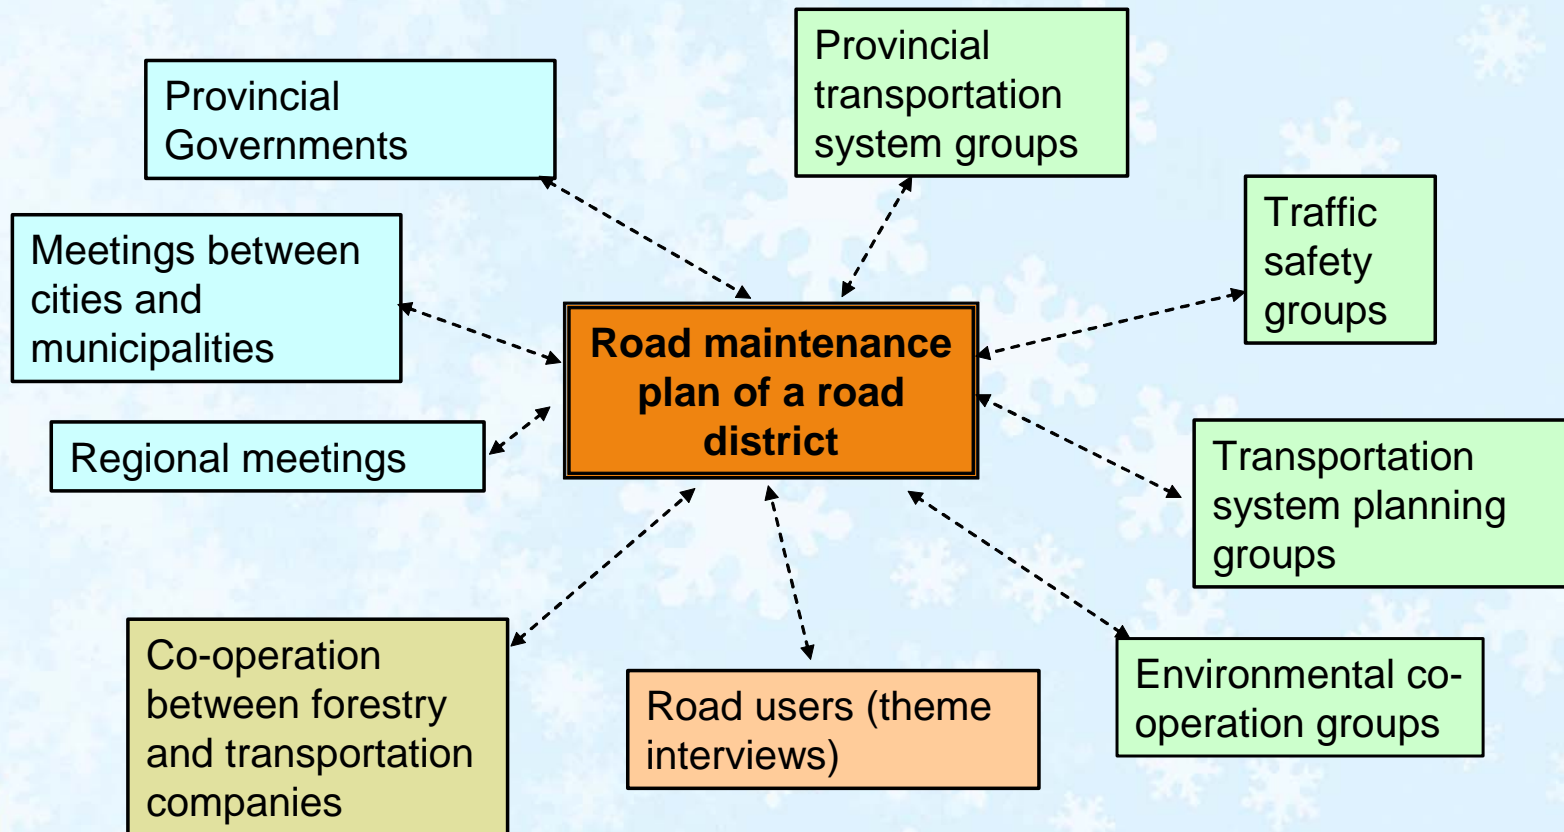 Provincial
Governments
Provincial
transportation
system groups
Traffic
safety
groups
Meetings between
cities and
municipalities
Road maintenance
plan of a road
district
Regional meetings
Transportation
system planning
groups
Co-operation
between forestry
and transportation
companies
Road users (theme
interviews)
Environmental co-
operation groups